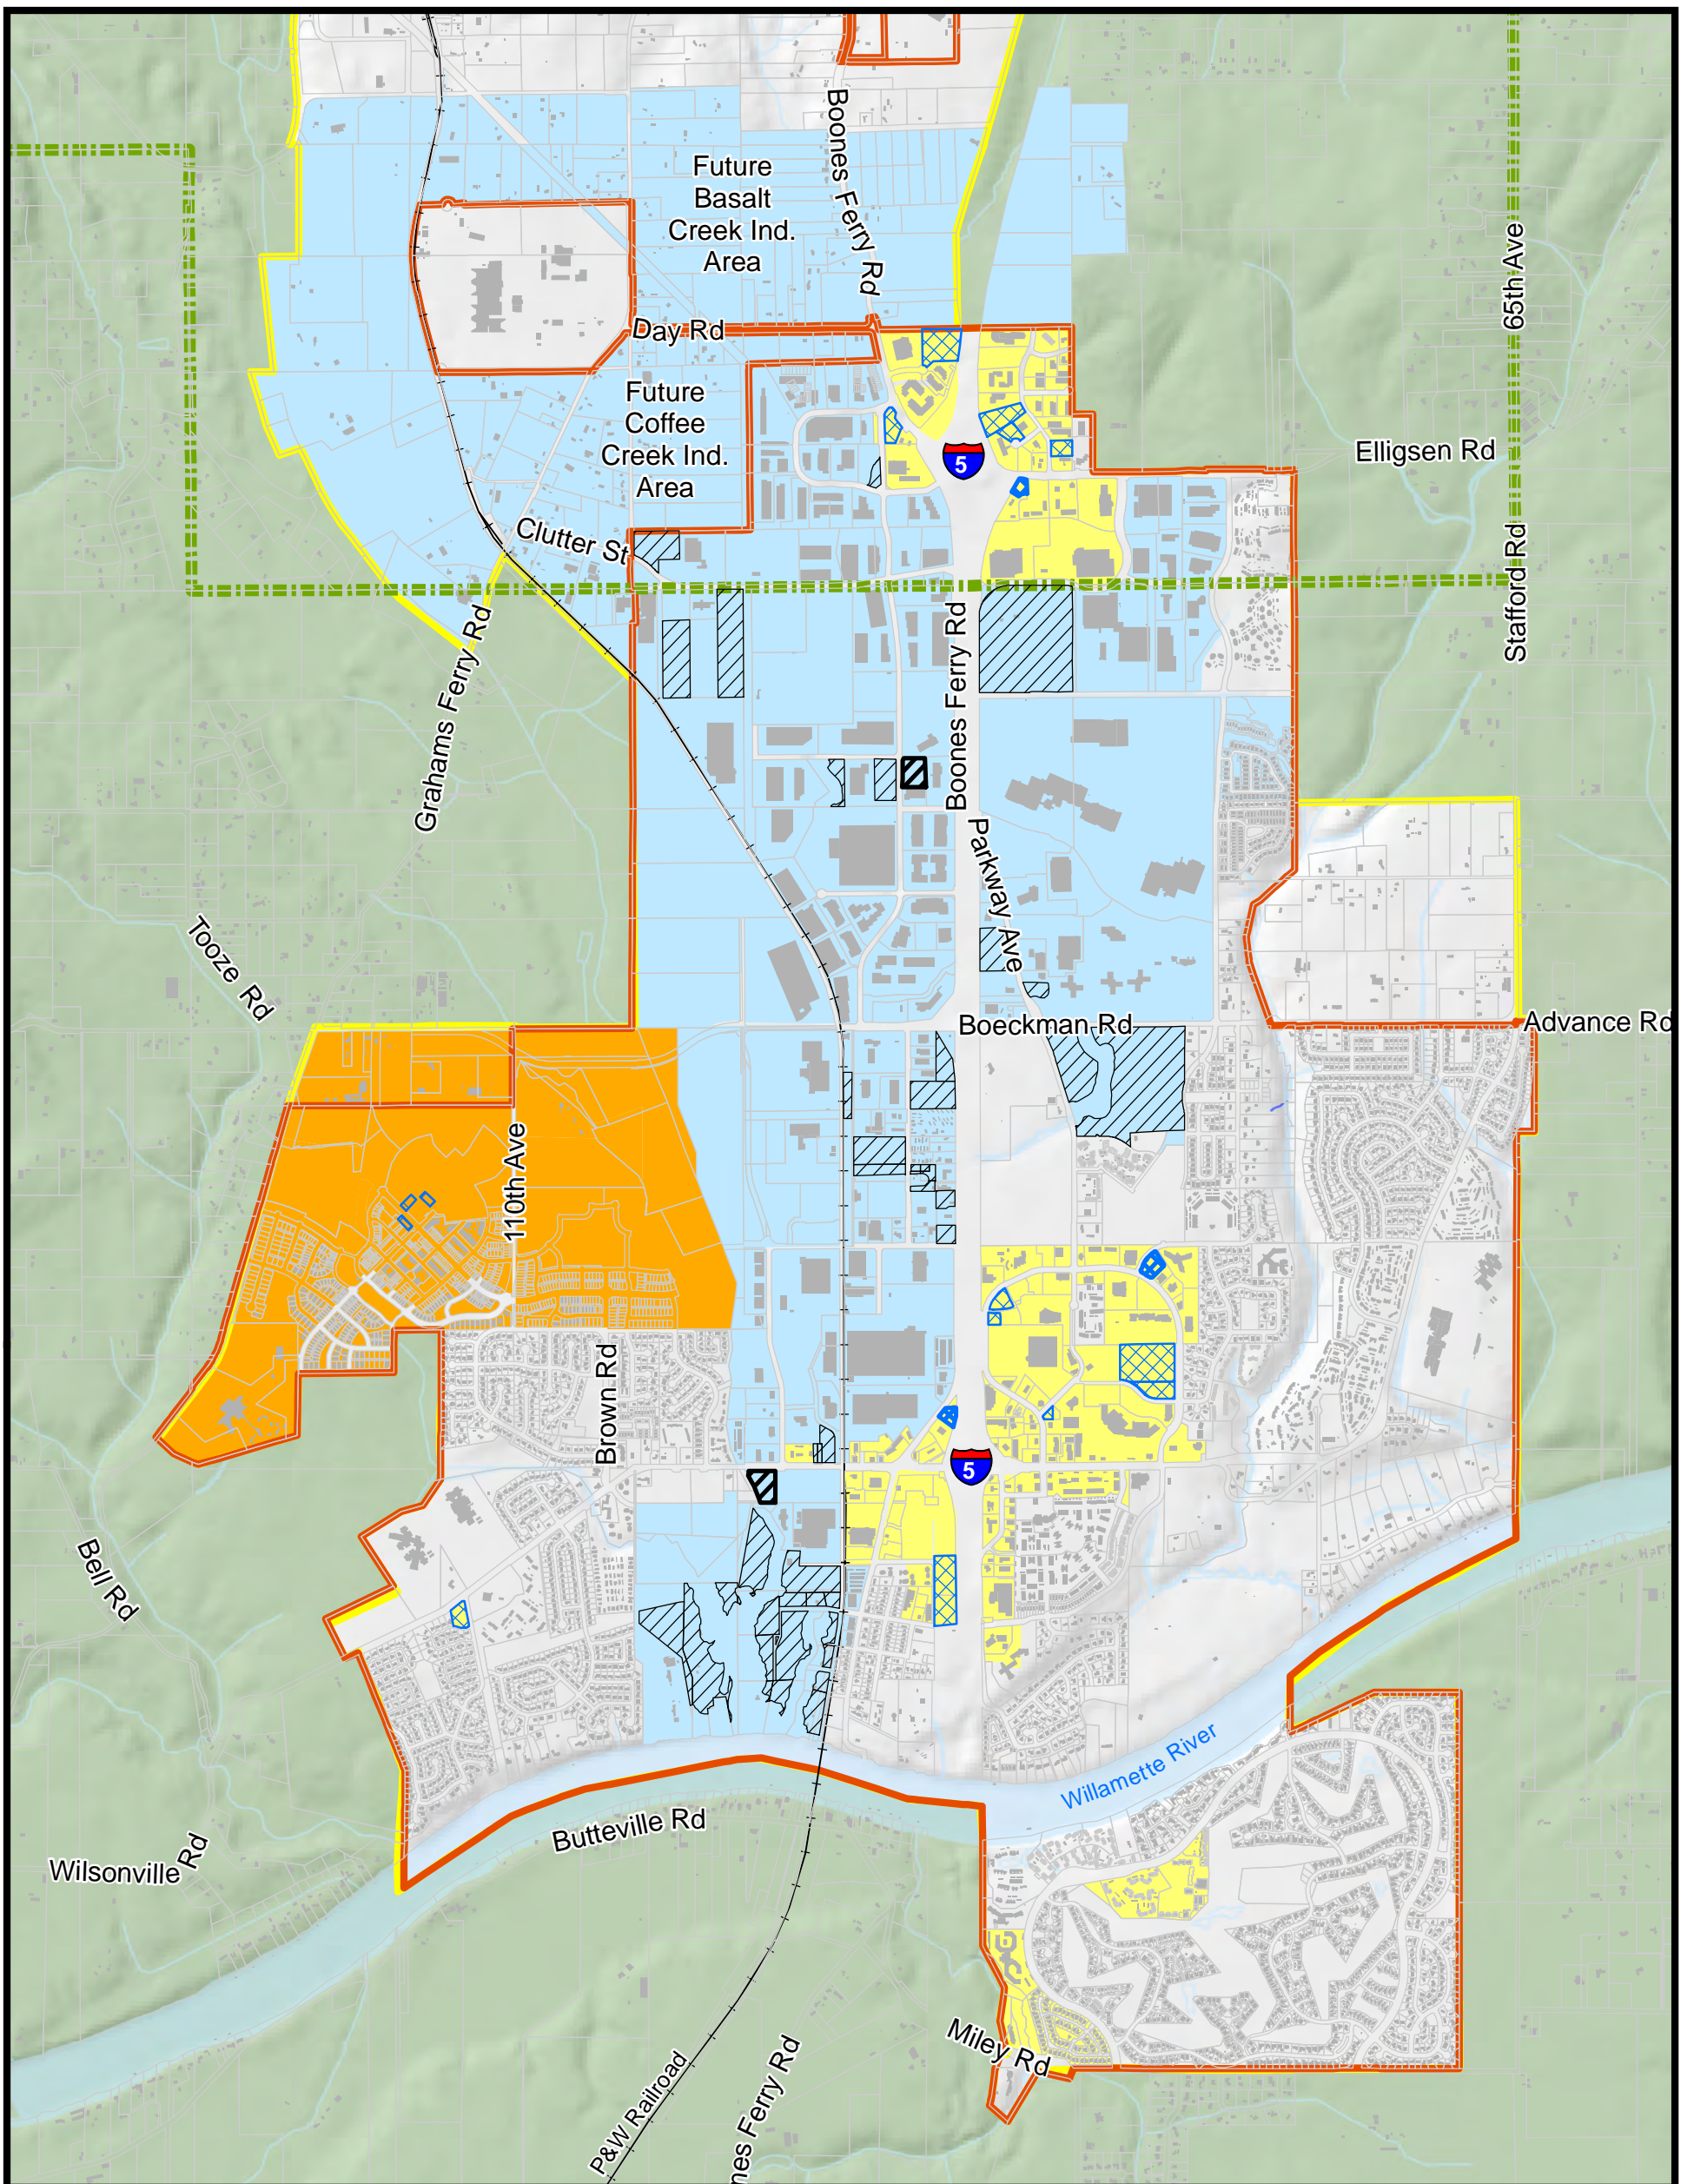 Boones Ferry Rd
Future
Basalt
Creek Ind.
Area
65th Ave
Day Rd
Future
Coffee
Creek Ind.
Area
5
Elligsen Rd
Clutter St
Stafford Rd
Grahams Ferry Rd
Boones Ferry Rd
Parkway Ave
Tooze Rd
Boeckman Rd
Advance Rd
110th Ave
Brown Rd
5
Bell Rd
Willamette River
Butteville Rd
Wilsonville Rd
Miley Rd
P&W Railroad
nes Ferry Rd